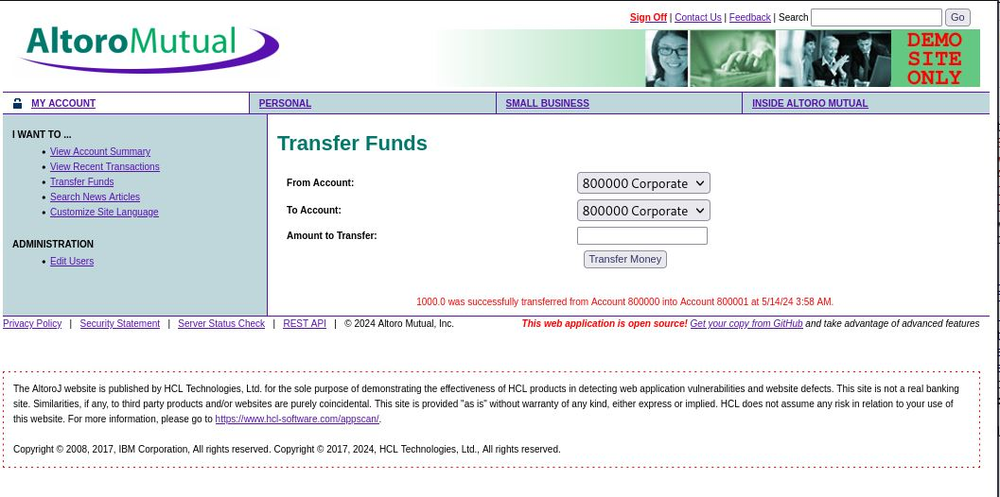 Sign Off | Contact Us | Feedback | Search Go
AltoroMutual
DEMO
SITE
ONLY
MY ACCOUNT PERSONAL SMALL BUSINESS INSIDE ALTORO MUTUAL
I WANT TO ...
• View Account Summary
• View Recent Transactions
• Transfer Funds
• Search News Articles
• Customize Site Language
ADMINISTRATION
• Edit Users
Transfer Funds
From Account: 800000 Corporate
To Account: 800000 Corporate
Amount to Transfer:
Transfer Money
1000.0 was successfully transferred from Account 800000 into Account 800001 at 5/14/24 3:58 AM.
Privacy Policy | Security Statement | Server Status Check | REST API | © 2024 Altoro Mutual, Inc. This web application is open source! Get your copy from GitHub and take advantage of advanced features
The AltoroJ website is published by HCL Technologies, Ltd. for the sole purpose of demonstrating the effectiveness of HCL products in detecting web application vulnerabilities and website defects. This site is not a real banking
site. Similarities, if any, to third party products and/or websites are purely coincidental. This site is provided "as is" without warranty of any kind, either express or implied. HCL does not assume any risk in relation to your use of
this website. For more information, please go to https://www.hcl-software.com/appscan/.
Copyright © 2008, 2017, IBM Corporation, All rights reserved. Copyright © 2017, 2024, HCL Technologies, Ltd., All rights reserved.